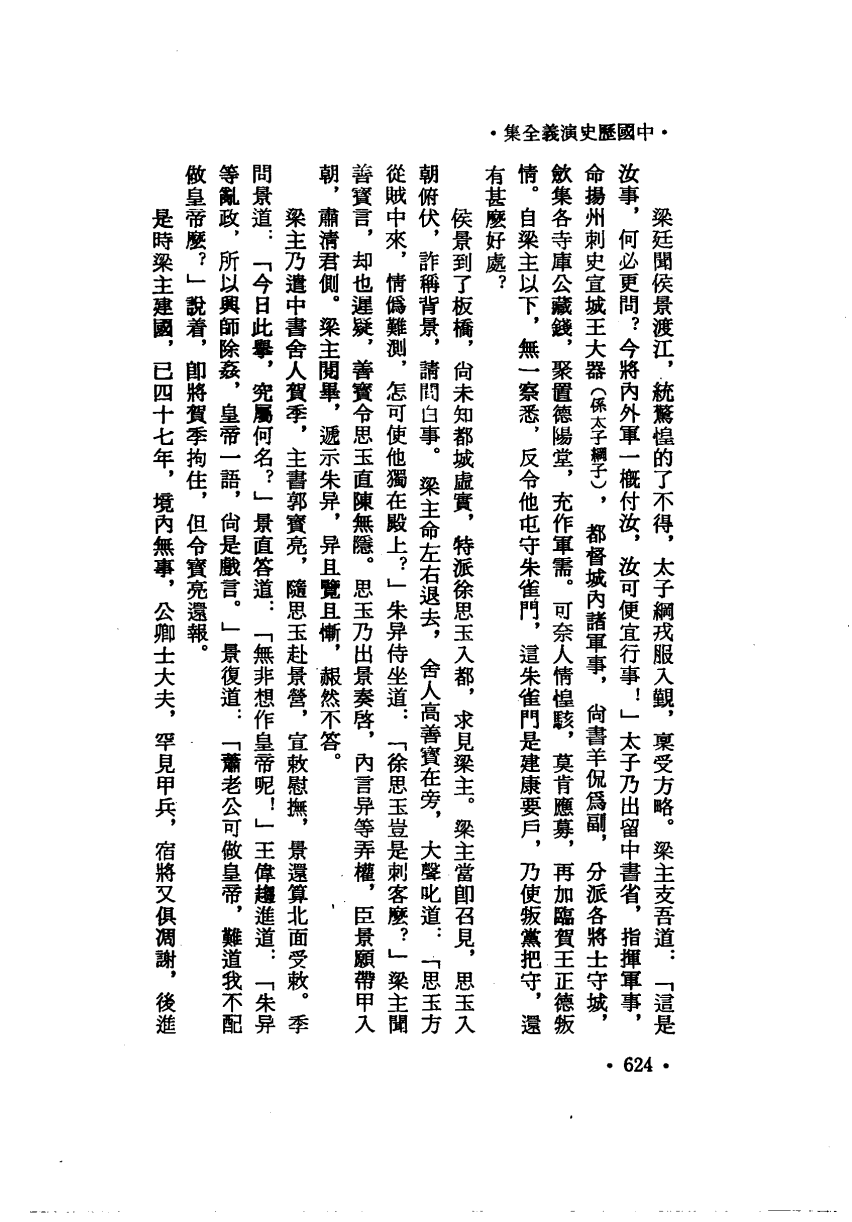 •中國歷史演義全集•
梁廷聞侯景渡江，統驚惶的了不得，太子綱戎服入覲，稟受方略。梁主支吾道：「這是
汝事，何必更問？今將內外軍一概付汝，汝可便宜行事！」太子乃出留中書省，指揮軍事，
命揚州刺史宣城王大器（係太子綱子），都督城內諸軍事，尙書羊侃爲副，分派各將士守城，
斂集各寺庫公藏錢，聚置德陽堂，充作軍需。可奈人情惶駭，莫肯應募，再加臨賀王正德叛
情。自梁主以下，無一察悉，反令他屯守朱雀門，這朱雀門是建康要戶，乃使叛黨把守，還
有甚麼好處？
侯景到了板橋，尙未知都城虛實，特派徐思玉入都，求見梁主。梁主當卽召見，思玉入
朝俯伏，詐稱背景，請間白事。梁主命左右退去，舍人高善寶在旁，大聲叱道：「思玉方
從賊中來，情僞難測，怎可使他獨在殿上？」朱异侍坐道：「徐思玉豈是刺客麼？」梁主聞
善寶言，却也遲疑，善寶令思玉直陳無隱。思玉乃出景奏啓，內言异等弄權，臣景願帶甲入
朝，肅清君側。梁主閱畢，遞示朱异，异且覽且慚，赧然不答。
梁主乃遣中書舍人賀季，主書郭寶亮，隨思玉赴景營，宣敕慰撫，景還算北面受敕。季
問景道：「今日此舉，究屬何名？」景直答道：「無非想作皇帝呢！」王偉趨進道：「朱异
等亂政，所以興師除姦，皇帝一語，尙是戲言。」景復道：「蕭老公可做皇帝，難道我不配
做皇帝麼？」說着，卽將賀季拘住，但令寶亮還報。
是時梁主建國，已四十七年，境內無事，公卿士大夫，罕見甲兵，宿將又俱凋謝，後進
•624•